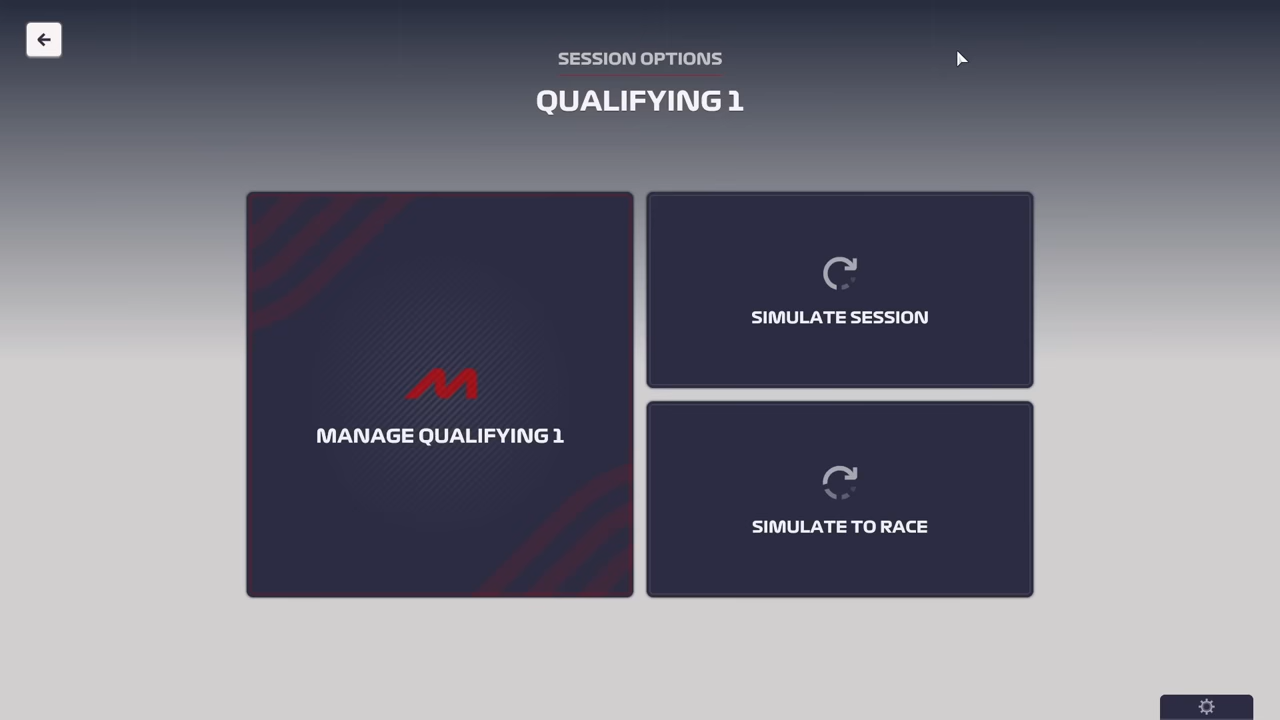 SESSION OPTIONS
QUALIFYING 1
MANAGE QUALIFYING 1
SIMULATE SESSION
SIMULATE TO RACE